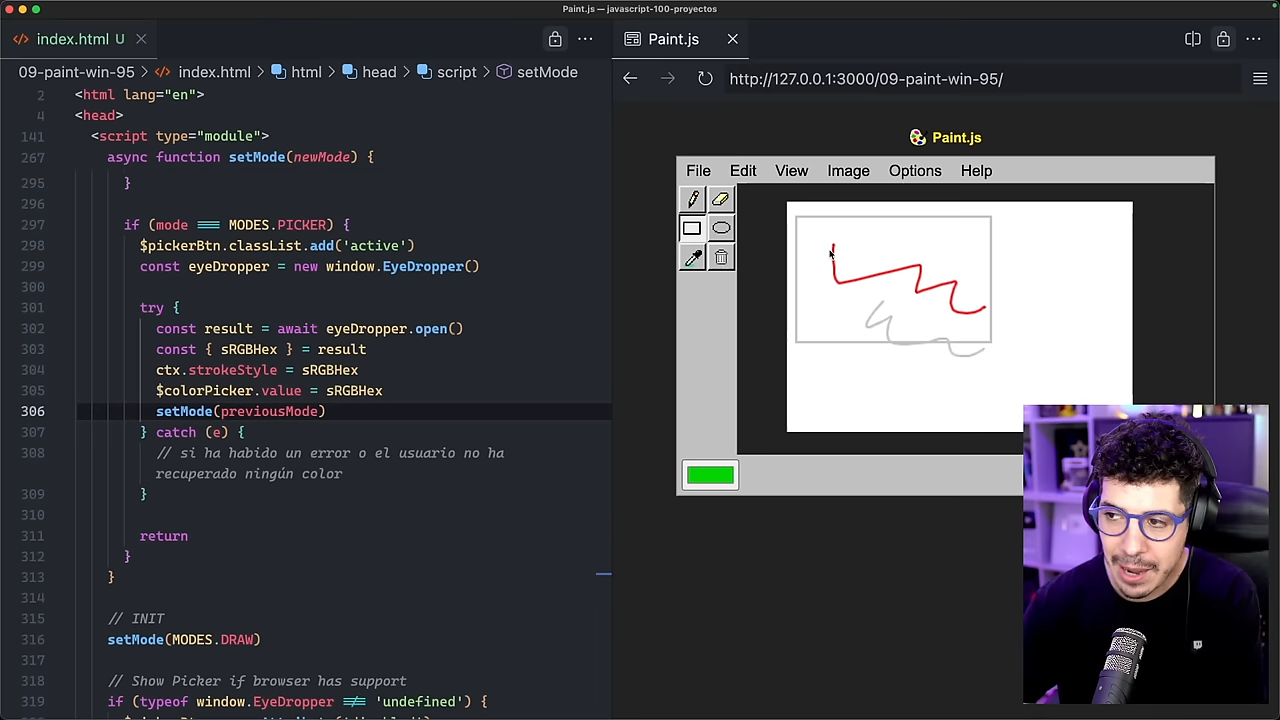 Paint.js — javascript-100-proyectos
index.html U
09-paint-win-95 > index.html > html > head > script > setMode
2 <html lang="en">
4 <head>
141 <script type="module">
267 async function setMode(newMode) {
295 }
296
297 if (mode === MODES.PICKER) {
298 $pickerBtn.classList.add('active')
299 const eyeDropper = new window.EyeDropper()
300
301 try {
302 const result = await eyeDropper.open()
303 const { sRGBHex } = result
304 ctx.strokeStyle = sRGBHex
305 $colorPicker.value = sRGBHex
306 setMode(previousMode)
307 } catch (e) {
308 // si ha habido un error o el usuario no ha
recuperado ningún color
309 }
310
311 return
312 }
313 }
314
315 // INIT
316 setMode(MODES.DRAW)
317
318 // Show Picker if browser has support
319 if (typeof window.EyeDropper !== 'undefined') {
Paint.js
http://127.0.0.1:3000/09-paint-win-95/
Paint.js
File Edit View Image Options Help